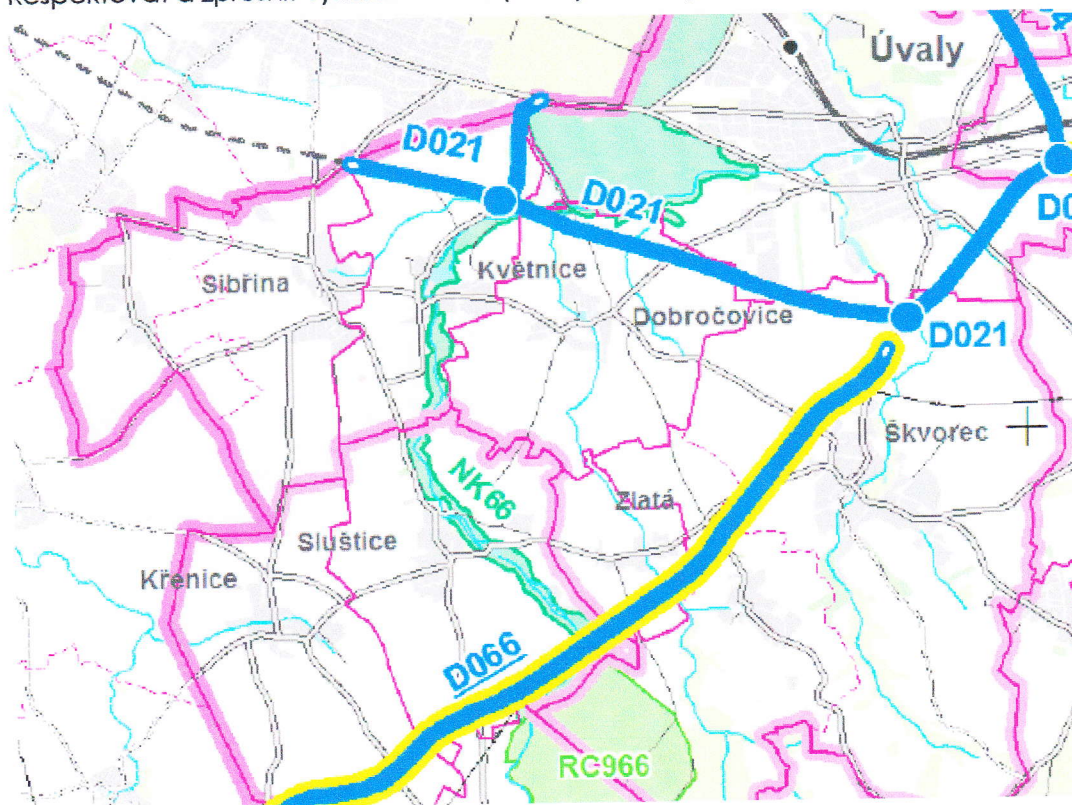 Úvaly
D021
D021
Sibřina
Květnice
Dobročovice
D021
Škvorec
NK66
Zlatá
Sluštice
Křenice
D066
RC966